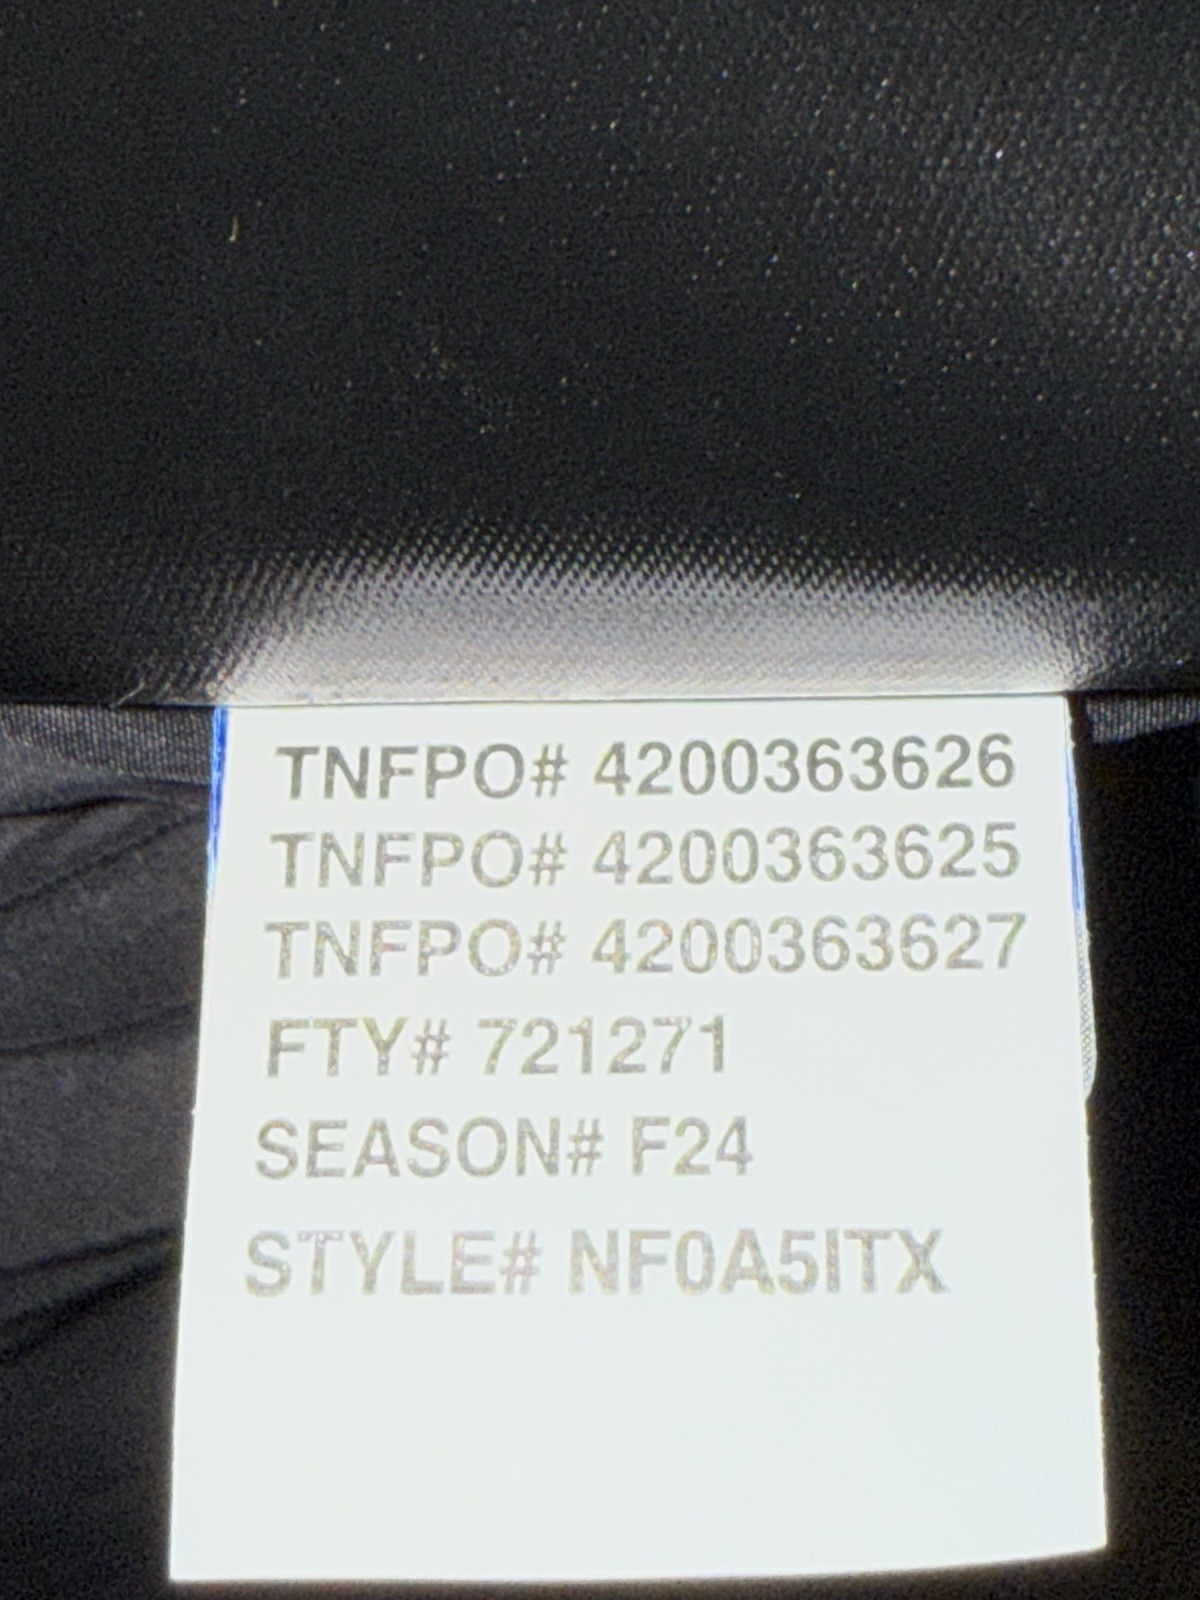 TNFPO# 4200363626
TNFPO# 4200363625
TNFPO# 4200363627
FTY# 721271
SEASON# F24
STYLE# NF0A5ITX